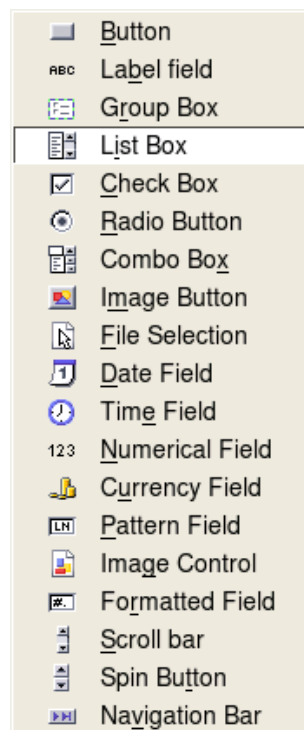 Button
ABC Label field
Group Box
List Box
Check Box
Radio Button
Combo Box
Image Button
File Selection
1 Date Field
Time Field
123 Numerical Field
Currency Field
LN Pattern Field
Image Control
#. Formatted Field
Scroll bar
Spin Button
Navigation Bar